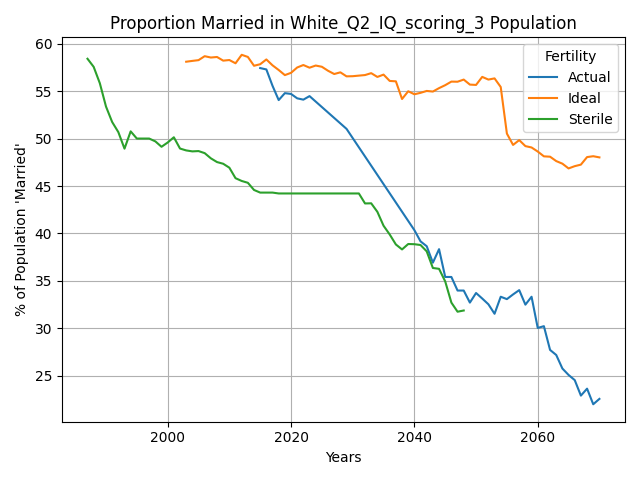 Proportion Married in White_Q2_IQ_scoring_3 Population
% of Population 'Married'
60
55
50
45
40
35
30
25
2000
2020
2040
2060
Years
Fertility
Actual
Ideal
Sterile